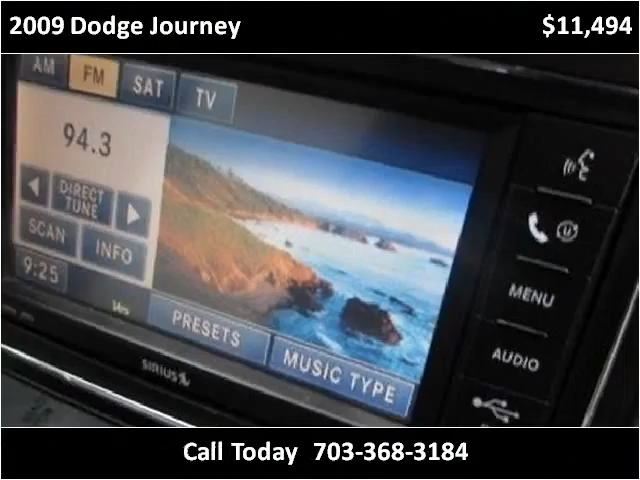 2009 Dodge Journey $11,494
AM FM SAT TV
94.3
DIRECT
TUNE
SCAN INFO
9:25
PRESETS MUSIC TYPE
SIRIUS
MENU
AUDIO
Call Today 703-368-3184